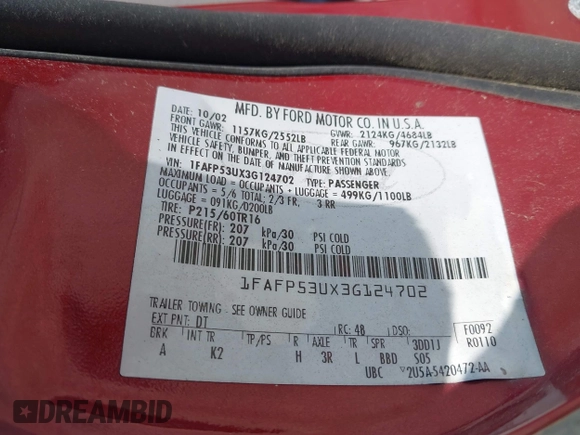 MFD. BY FORD MOTOR CO. IN U.S.A.
DATE: 10/02 GVWR: 2124KG/4684LB
FRONT GAWR: 1157KG/2552LB REAR GAWR: 967KG/2132LB
THIS VEHICLE CONFORMS TO ALL APPLICABLE FEDERAL MOTOR
VEHICLE SAFETY, BUMPER, AND THEFT PREVENTION STANDARDS
IN EFFECT ON THE DATE OF MANUFACTURE SHOWN ABOVE.
VIN: 1FAFP53UX3G124702 TYPE: PASSENGER
MAXIMUM LOAD = OCCUPANTS + LUGGAGE = 499KG/1100LB
OCCUPANTS = 5/6 TOTAL: 2/3 FR, 3 RR
LUGGAGE = 091KG/0200LB
TIRE: P215/60TR16
PRESSURE(FR): 207 kPa/30 PSI COLD
PRESSURE(RR): 207 kPa/30 PSI COLD
1FAFP53UX3G124702
TRAILER TOWING - SEE OWNER GUIDE
EXT PNT: DT RC: 48 DSO: F0092
BRK INT TR TP/PS R AXLE TR SPR 3DD1J R0110
A K2 H 3R L BBD S05
UBC 2U5A-5420472-AA
DREAMBID